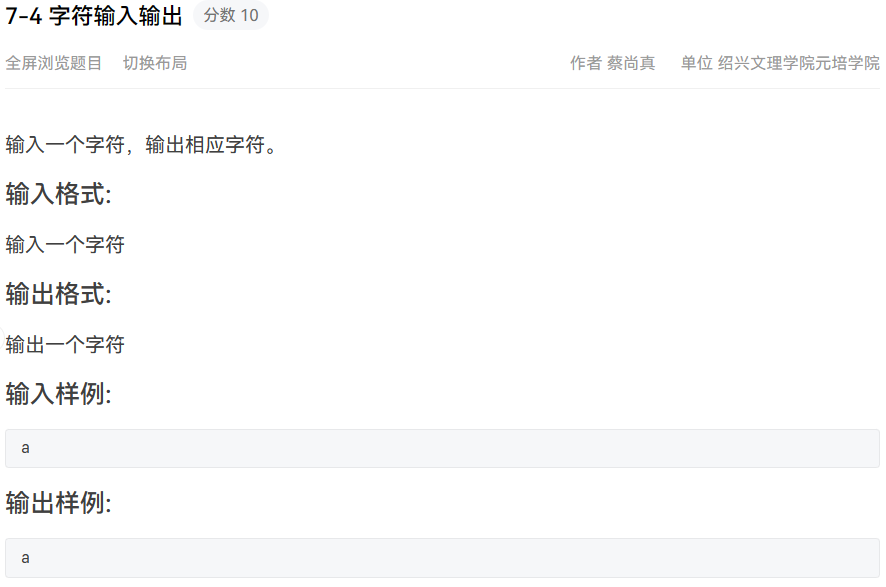 7-4 字符输入输出 分数 10
全屏浏览题目 切换布局 作者 蔡尚真 单位 绍兴文理学院元培学院
输入一个字符，输出相应字符。
输入格式:
输入一个字符
输出格式:
输出一个字符
输入样例:
a
输出样例:
a